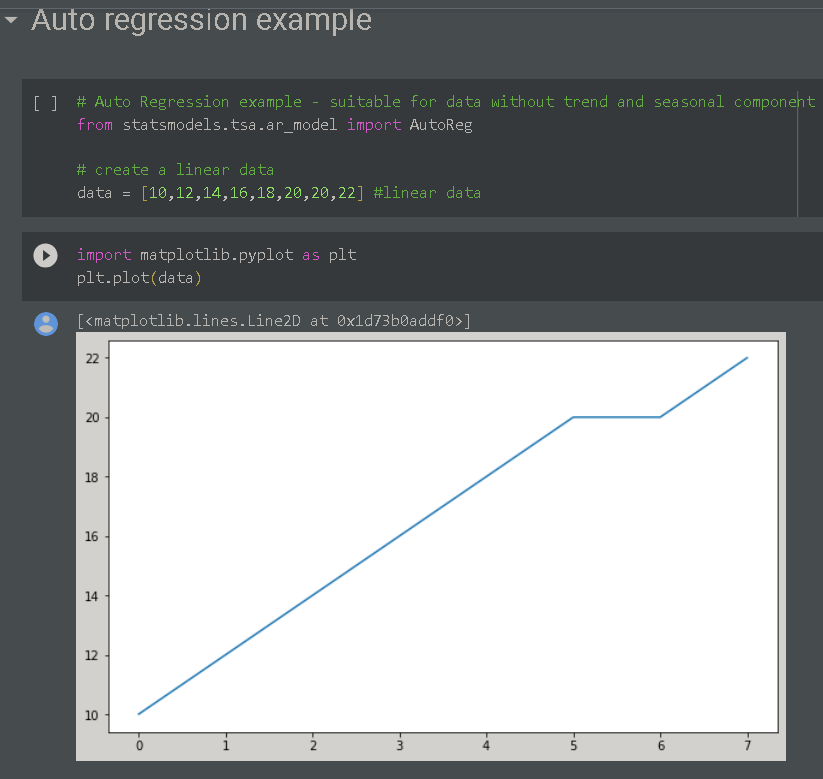 Auto regression example
[ ] # Auto Regression example - suitable for data without trend and seasonal component
from statsmodels.tsa.ar_model import AutoReg
# create a linear data
data = [10,12,14,16,18,20,20,22] #linear data
import matplotlib.pyplot as plt
plt.plot(data)
[<matplotlib.lines.Line2D at 0x1d73b0addf0>]
22
20
18
16
14
12
10
0 1 2 3 4 5 6 7